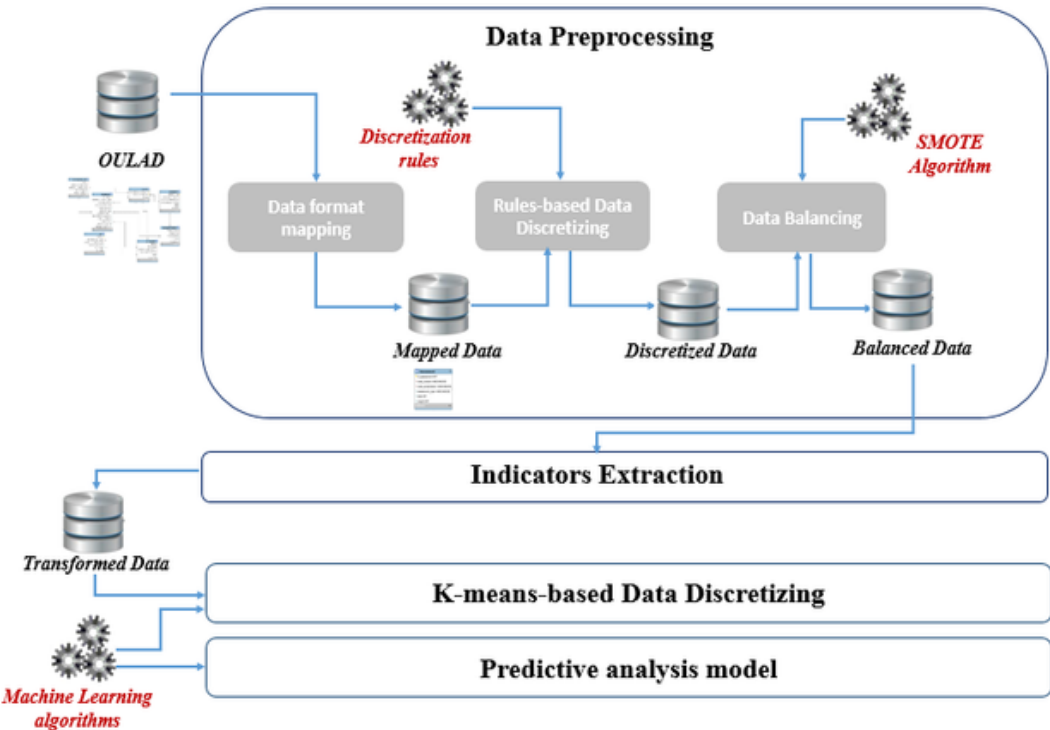 Data Preprocessing
OULAD
Discretization
rules
SMOTE
Algorithm
Data format
mapping
Rules-based Data
Discretizing
Data Balancing
Mapped Data
Discretized Data
Balanced Data
Indicators Extraction
Transformed Data
K-means-based Data Discretizing
Predictive analysis model
Machine Learning
algorithms